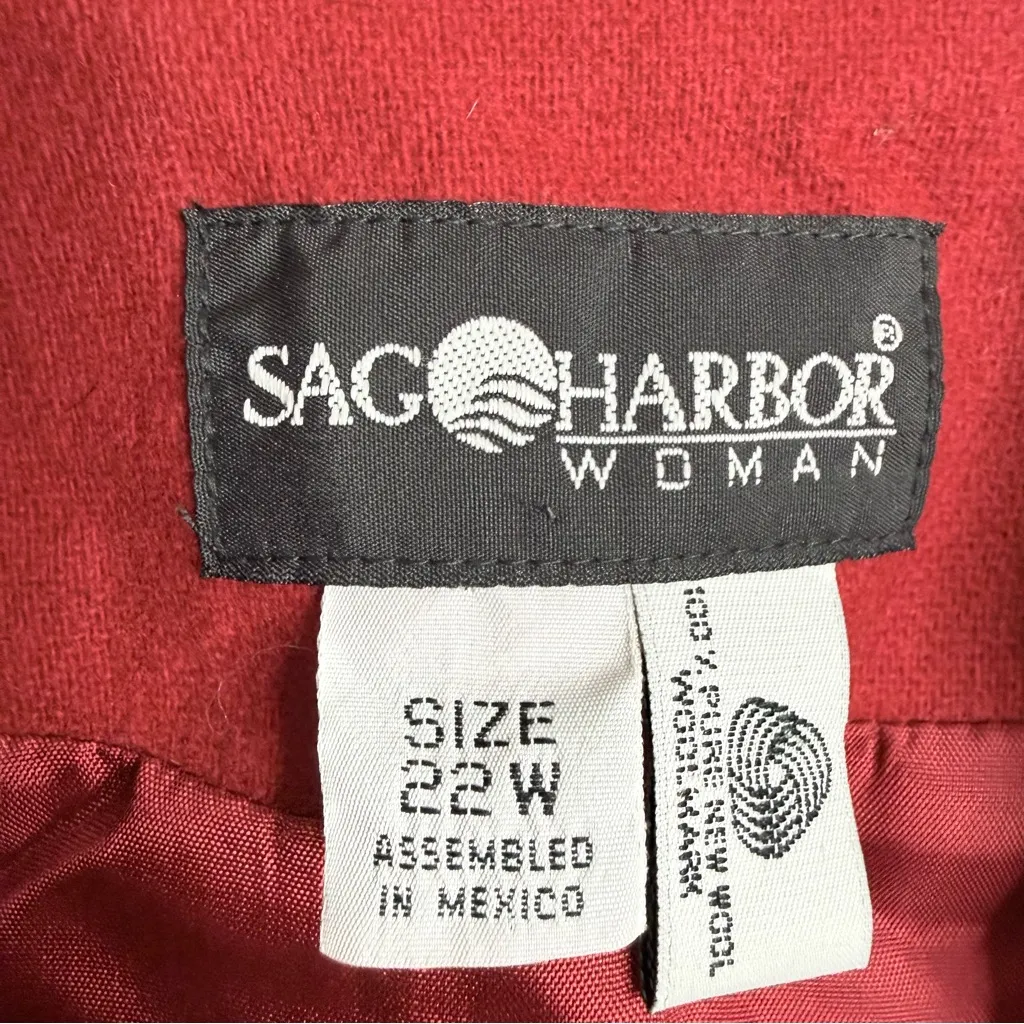 SAG HARBOR®
WOMAN
SIZE
22W
ASSEMBLED
IN MEXICO
100% PURE NEW WOOL
WOOLMARK